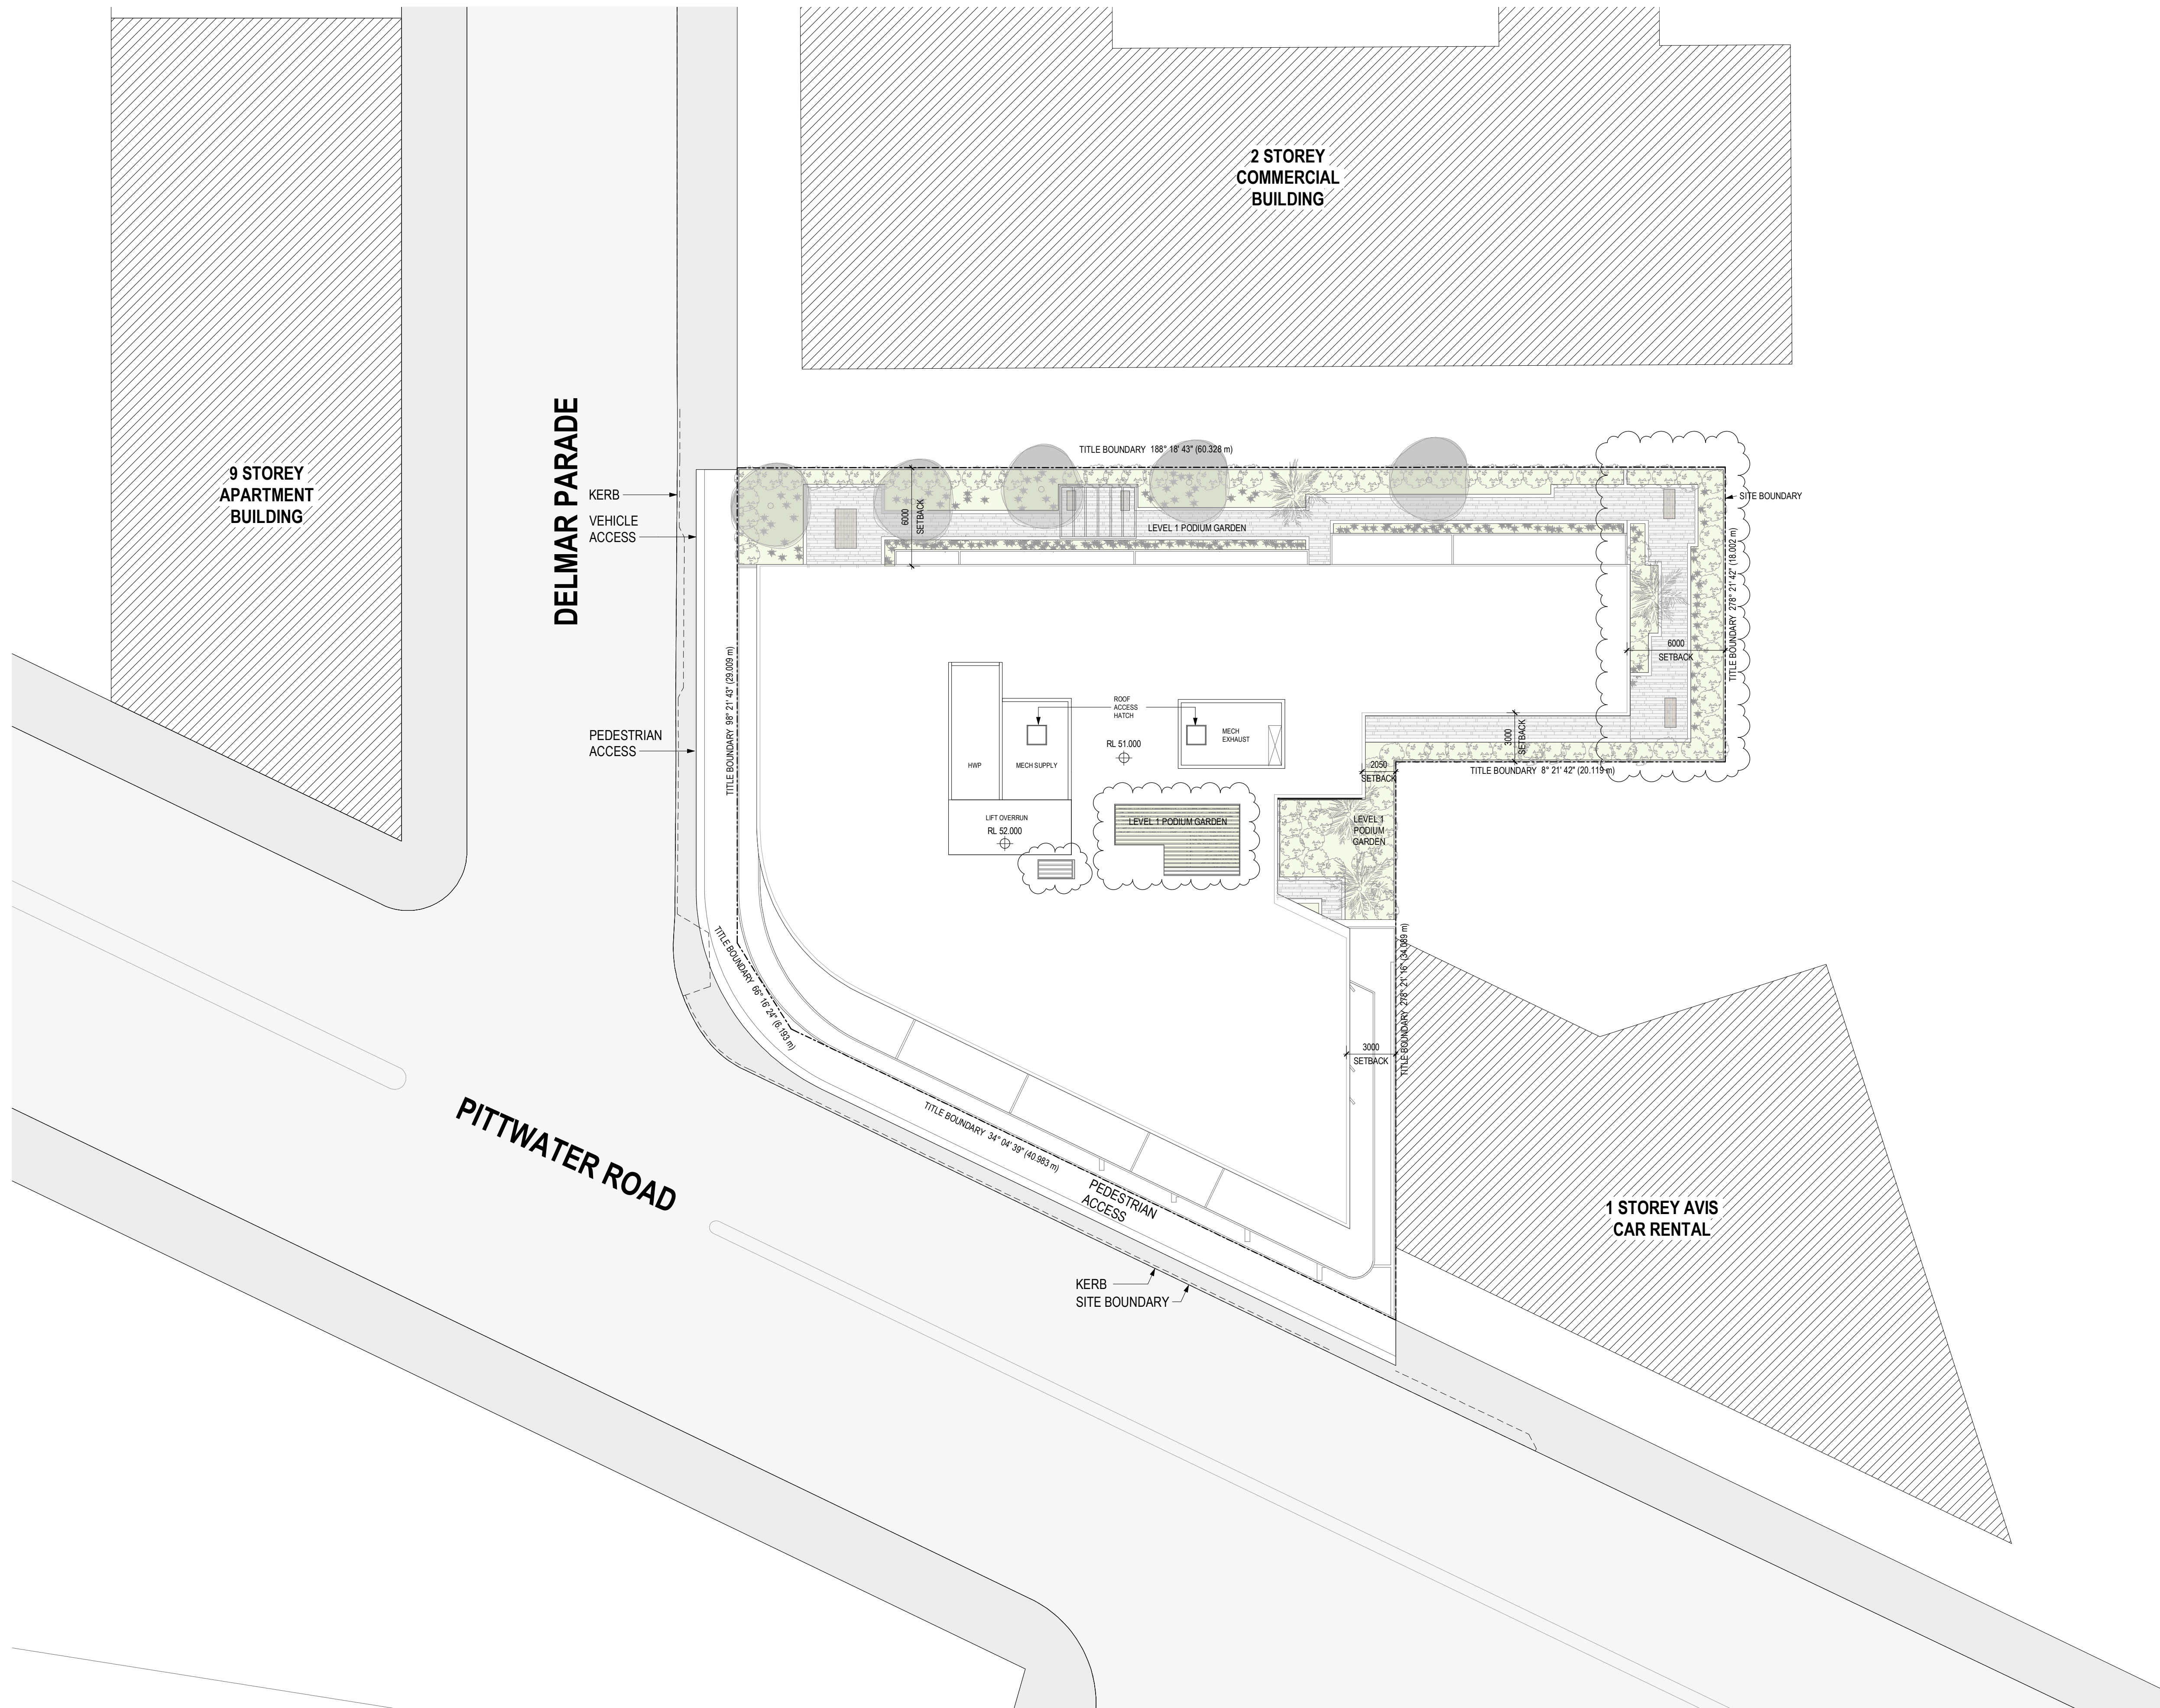 2 STOREY
COMMERCIAL
BUILDING
9 STOREY
APARTMENT
BUILDING
DELMAR PARADE
KERB
VEHICLE
ACCESS
PEDESTRIAN
ACCESS
TITLE BOUNDARY 188° 18' 43" (60.328 m)
SITE BOUNDARY
6000
SETBACK
LEVEL 1 PODIUM GARDEN
TITLE BOUNDARY 278° 21' 42" (18.002 m)
6000
SETBACK
TITLE BOUNDARY 98° 21' 43" (29.009 m)
ROOF
ACCESS
HATCH
RL 51.000
MECH
EXHAUST
HWP
MECH SUPPLY
3000
SETBACK
2050
SETBACK
TITLE BOUNDARY 8° 21' 42" (20.119 m)
LIFT OVERRUN
RL 52.000
LEVEL 1 PODIUM GARDEN
LEVEL 1
PODIUM
GARDEN
TITLE BOUNDARY 66° 16' 24" (6.193 m)
TITLE BOUNDARY 278° 21' 16" (34.089 m)
3000
SETBACK
TITLE BOUNDARY 34° 04' 39" (40.983 m)
PITTWATER ROAD
PEDESTRIAN
ACCESS
1 STOREY AVIS
CAR RENTAL
KERB
SITE BOUNDARY